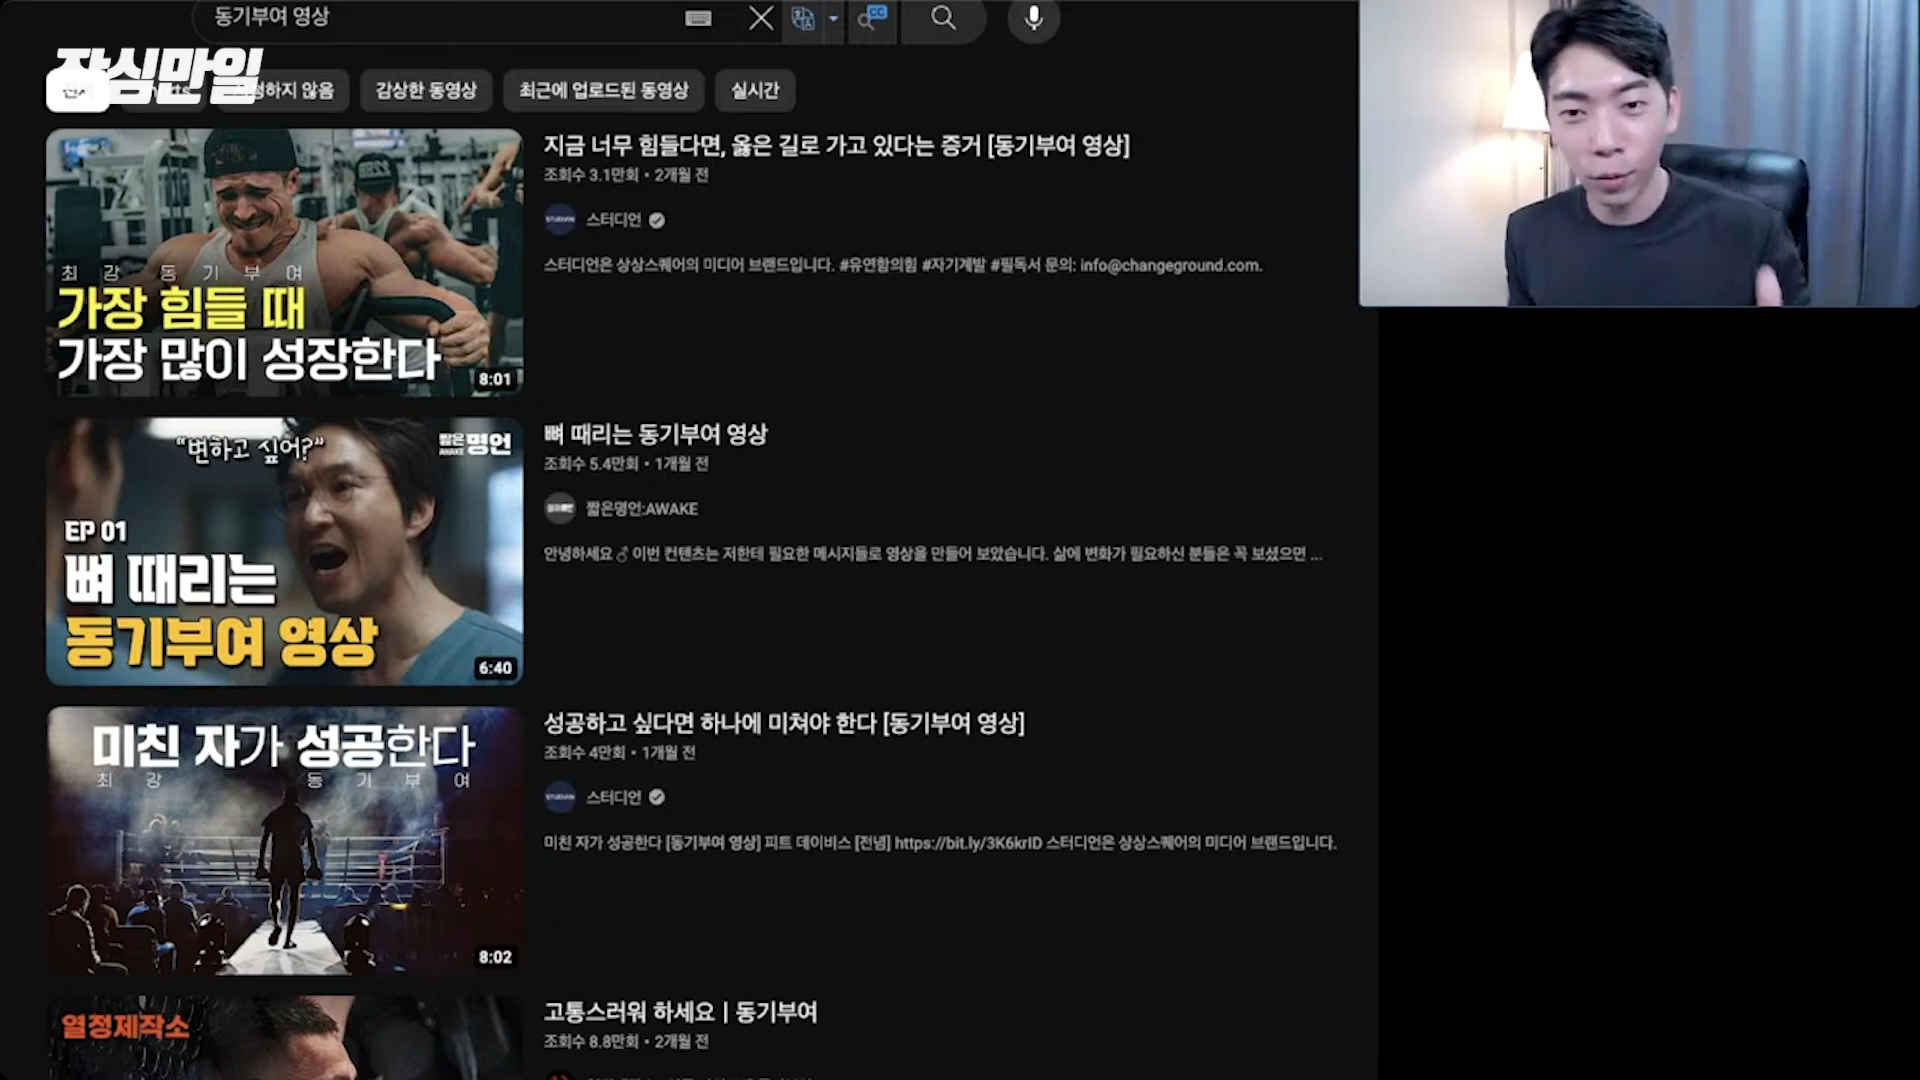 동기부여 영상
CC
작심만일
감상한 동영상
최근에 업로드된 동영상
실시간
최강 동기부여
가장 힘들 때
가장 많이 성장한다
8:01
지금 너무 힘들다면, 옳은 길로 가고 있다는 증거 [동기부여 영상]
조회수 3.1만회 • 2개월 전
STUDIAN
스터디언
스터디언은 상상스퀘어의 미디어 브랜드입니다. #유연함의힘 #자기계발 #필독서 문의: info@changeground.com.
"변하고 싶어?"
짧은명언
AWAKE
EP 01
뼈 때리는
동기부여 영상
6:40
뼈 때리는 동기부여 영상
조회수 5.4만회 • 1개월 전
짧은명언:AWAKE
안녕하세요♂ 이번 컨텐츠는 저한테 필요한 메시지들로 영상을 만들어 보았습니다. 삶에 변화가 필요하신 분들은 꼭 보셨으면 ...
미친 자가 성공한다
최강 동기부여
8:02
성공하고 싶다면 하나에 미쳐야 한다 [동기부여 영상]
조회수 4만회 • 1개월 전
STUDIAN
스터디언
미친 자가 성공한다 [동기부여 영상] 피트 데이비스 [전념] https://bit.ly/3K6krID 스터디언은 상상스퀘어의 미디어 브랜드입니다.
열정제작소
고통스러워 하세요 | 동기부여
조회수 8.8만회 • 2개월 전